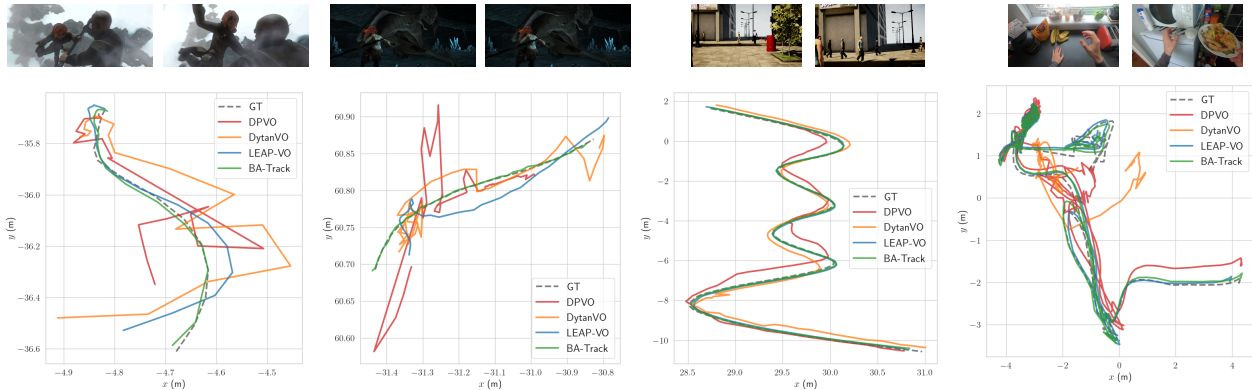 GT
DPVO
DytanVO
LEAP-VO
BA-Track
−35.8
−36.0
−36.2
−36.4
−36.6
y (m)
−4.9
−4.8
−4.7
−4.6
−4.5
x (m)
60.90
60.85
60.80
60.75
60.70
60.65
60.60
y (m)
GT
DPVO
DytanVO
LEAP-VO
BA-Track
−31.4
−31.3
−31.2
−31.1
−31.0
−30.9
−30.8
x (m)
2
0
−2
−4
−6
−8
−10
y (m)
GT
DPVO
DytanVO
LEAP-VO
BA-Track
28.5
29.0
29.5
30.0
30.5
31.0
x (m)
GT
DPVO
DytanVO
LEAP-VO
BA-Track
2
1
0
−1
−2
−3
y (m)
−4
−2
0
2
4
x (m)